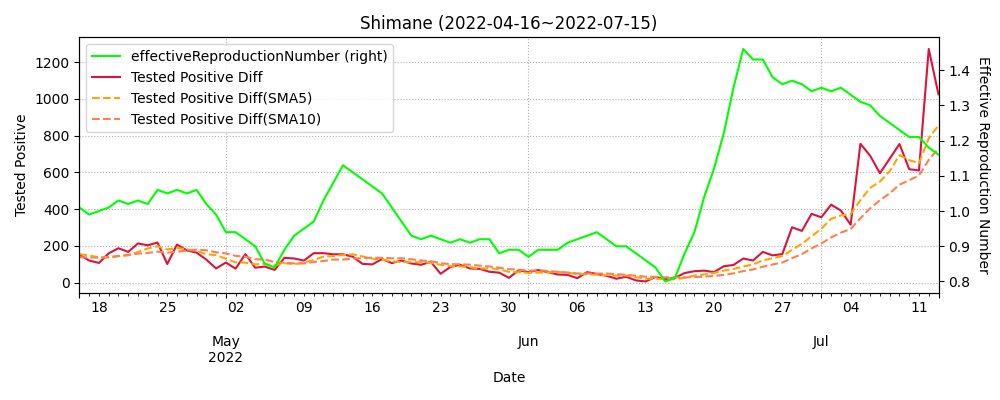 Shimane (2022-04-16~2022-07-15)
effectiveReproductionNumber (right)
Tested Positive Diff
Tested Positive Diff(SMA5)
Tested Positive Diff(SMA10)
Tested Positive
1200
1000
800
600
400
200
0
Effective Reproduction Number
1.4
1.3
1.2
1.1
1.0
0.9
0.8
18 25 02 09 16 23 30 06 13 20 27 04 11
May Jun Jul
2022
Date